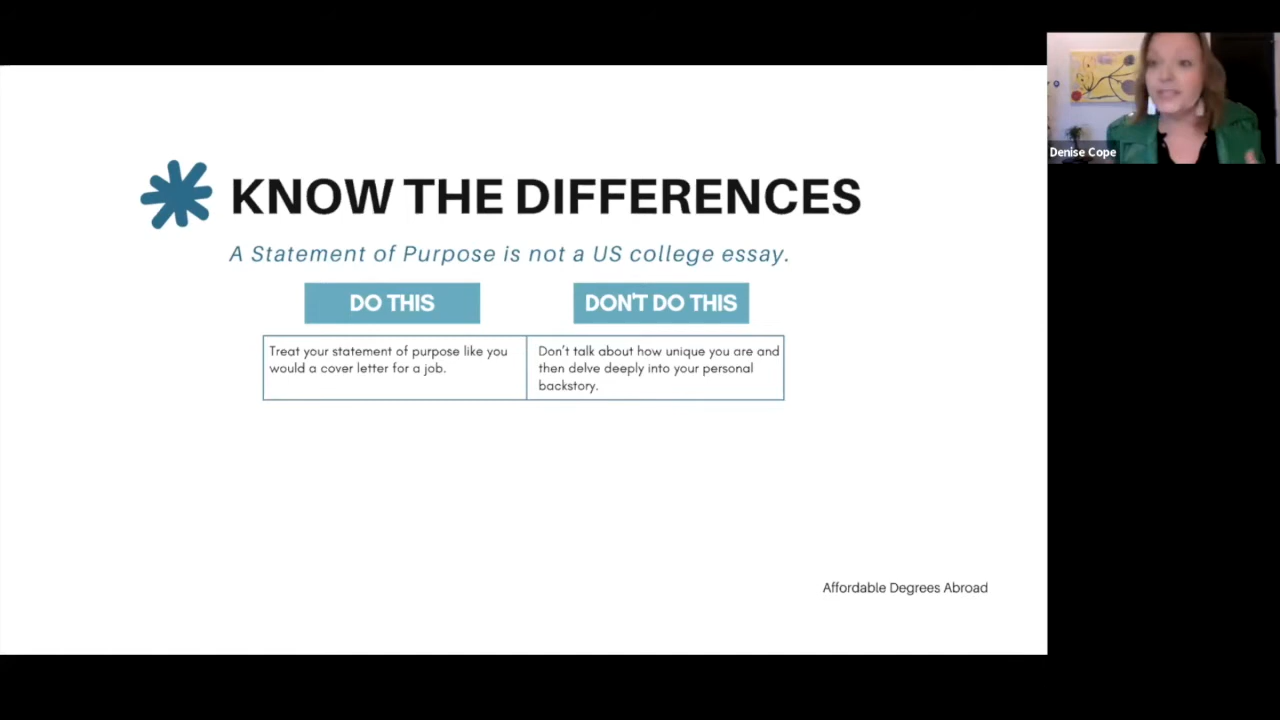 KNOW THE DIFFERENCES
A Statement of Purpose is not a US college essay.
DO THIS
DON'T DO THIS
Treat your statement of purpose like you
would a cover letter for a job.
Don't talk about how unique you are and
then delve deeply into your personal
backstory.
Affordable Degrees Abroad
Denise Cope